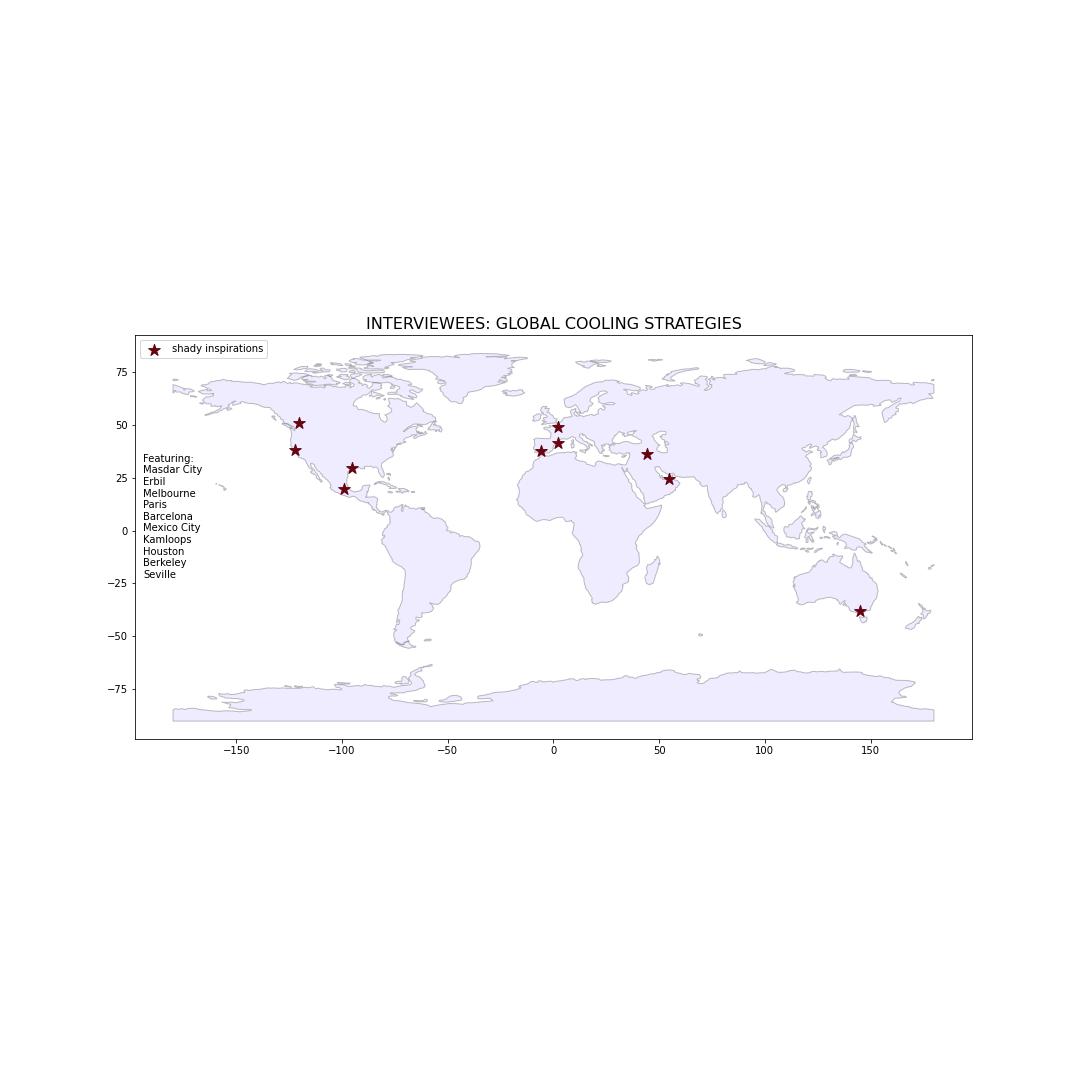 INTERVIEWEES: GLOBAL COOLING STRATEGIES
shady inspirations
75
50
25
0
−25
−50
−75
Featuring:
Masdar City
Erbil
Melbourne
Paris
Barcelona
Mexico City
Kamloops
Houston
Berkeley
Seville
−150 −100 −50 0 50 100 150